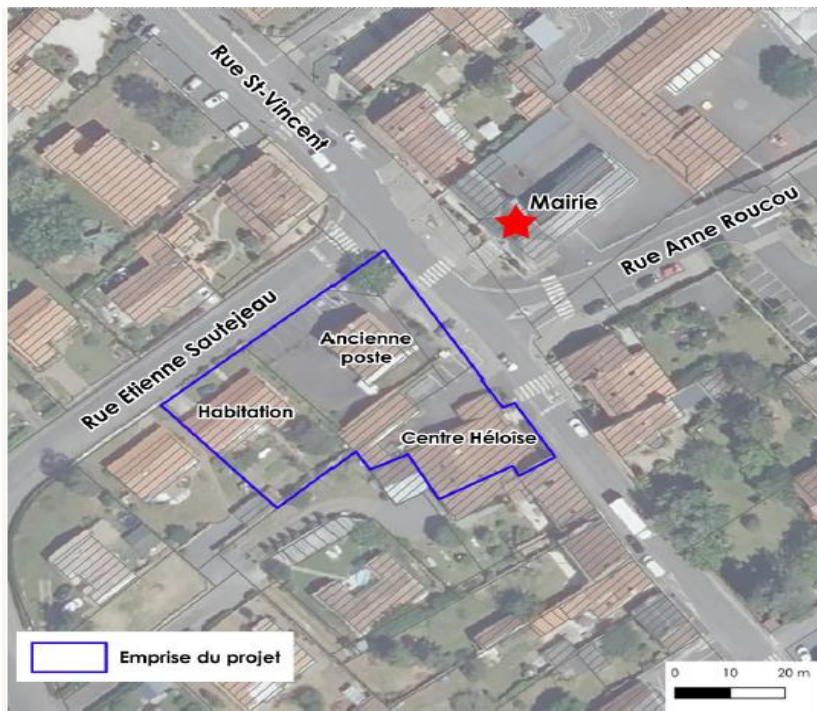 Rue St-Vincent
Mairie
Rue Anne Roucou
Rue Etienne Sautejeau
Ancienne
poste
Habitation
Centre Héloïse
Emprise du projet
0 10 20 m